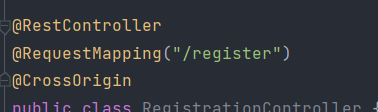 @RestController
@RequestMapping("/register")
@CrossOrigin
public class RegistrationController {